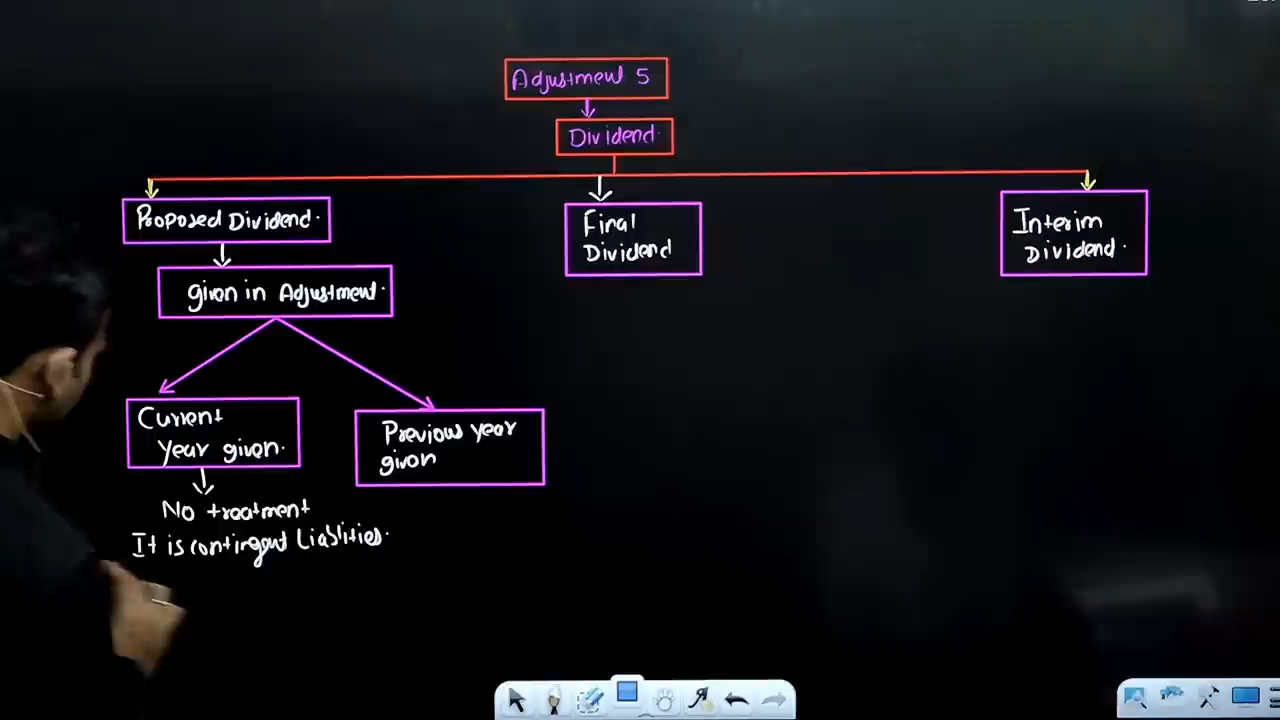 Adjustment 5
Dividend
Proposed Dividend
Final
Dividend
Interim
Dividend
given in Adjustment
Current
Year given
Previous year
given
No treatment
It is contingent Liablities